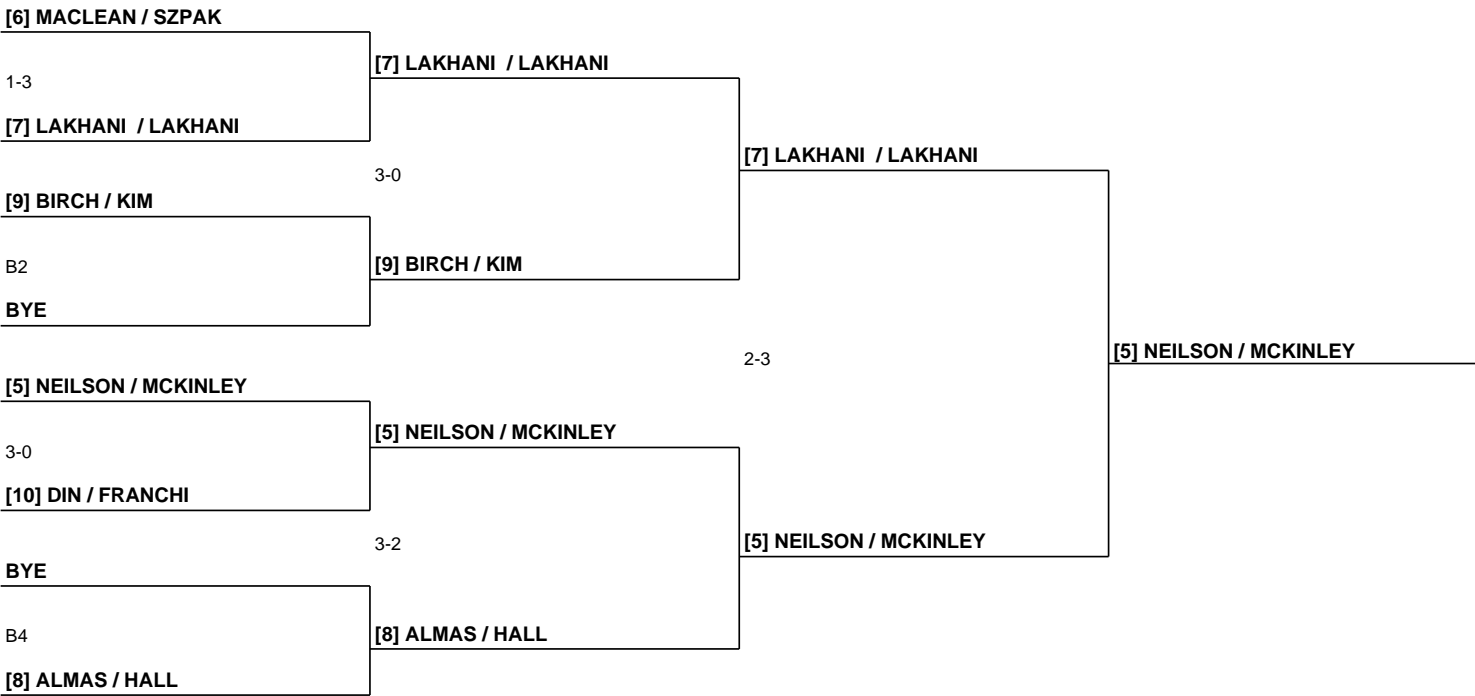 [6] MACLEAN / SZPAK
[7] LAKHANI / LAKHANI
1-3
[7] LAKHANI / LAKHANI
[7] LAKHANI / LAKHANI
3-0
[9] BIRCH / KIM
[9] BIRCH / KIM
B2
BYE
[5] NEILSON / MCKINLEY
2-3
[5] NEILSON / MCKINLEY
[5] NEILSON / MCKINLEY
3-0
[10] DIN / FRANCHI
[5] NEILSON / MCKINLEY
3-2
BYE
[8] ALMAS / HALL
B4
[8] ALMAS / HALL